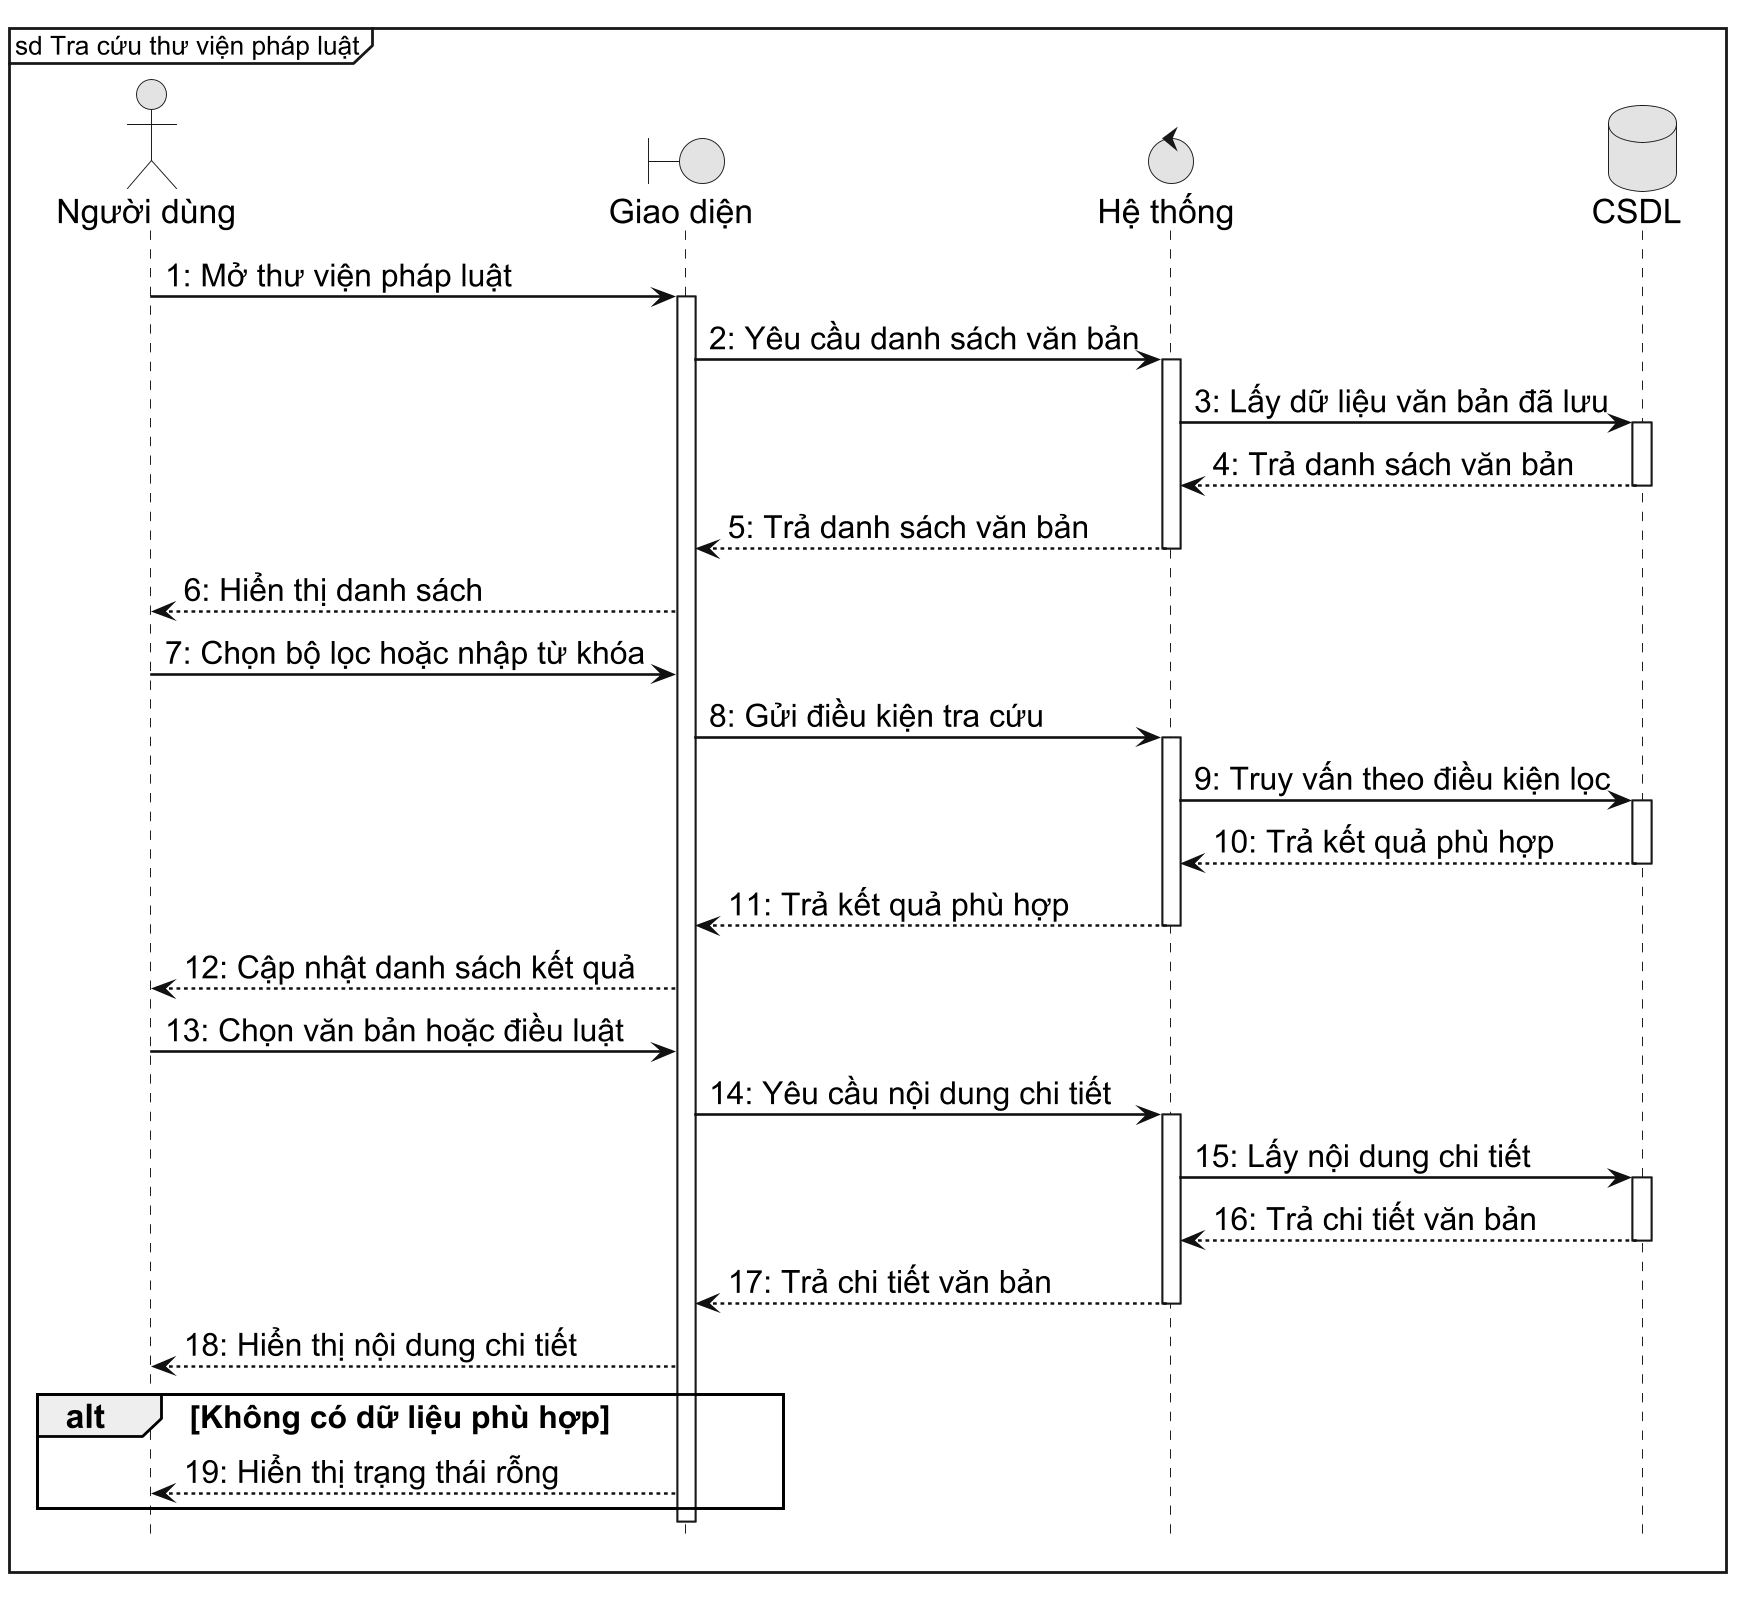 sd Tra cứu thư viện pháp luật
Người dùng
Giao diện
Hệ thống
CSDL
1: Mở thư viện pháp luật
2: Yêu cầu danh sách văn bản
3: Lấy dữ liệu văn bản đã lưu
4: Trả danh sách văn bản
5: Trả danh sách văn bản
6: Hiển thị danh sách
7: Chọn bộ lọc hoặc nhập từ khóa
8: Gửi điều kiện tra cứu
9: Truy vấn theo điều kiện lọc
10: Trả kết quả phù hợp
11: Trả kết quả phù hợp
12: Cập nhật danh sách kết quả
13: Chọn văn bản hoặc điều luật
14: Yêu cầu nội dung chi tiết
15: Lấy nội dung chi tiết
16: Trả chi tiết văn bản
17: Trả chi tiết văn bản
18: Hiển thị nội dung chi tiết
alt [Không có dữ liệu phù hợp]
19: Hiển thị trạng thái rỗng